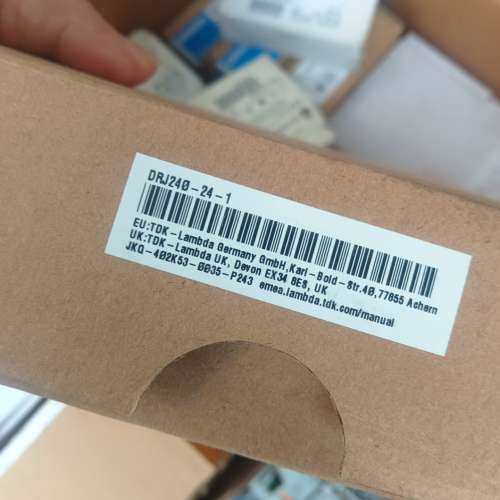 DRJ240-24-1
EU:TDK-Lambda Germany GmbH,Karl-Bold-Str.40,77855 Achern
UK:TDK-Lambda UK, Devon EX34 8ES, UK
JKQ-402K53-0035-P243 emea.lambda.tdk.com/manual